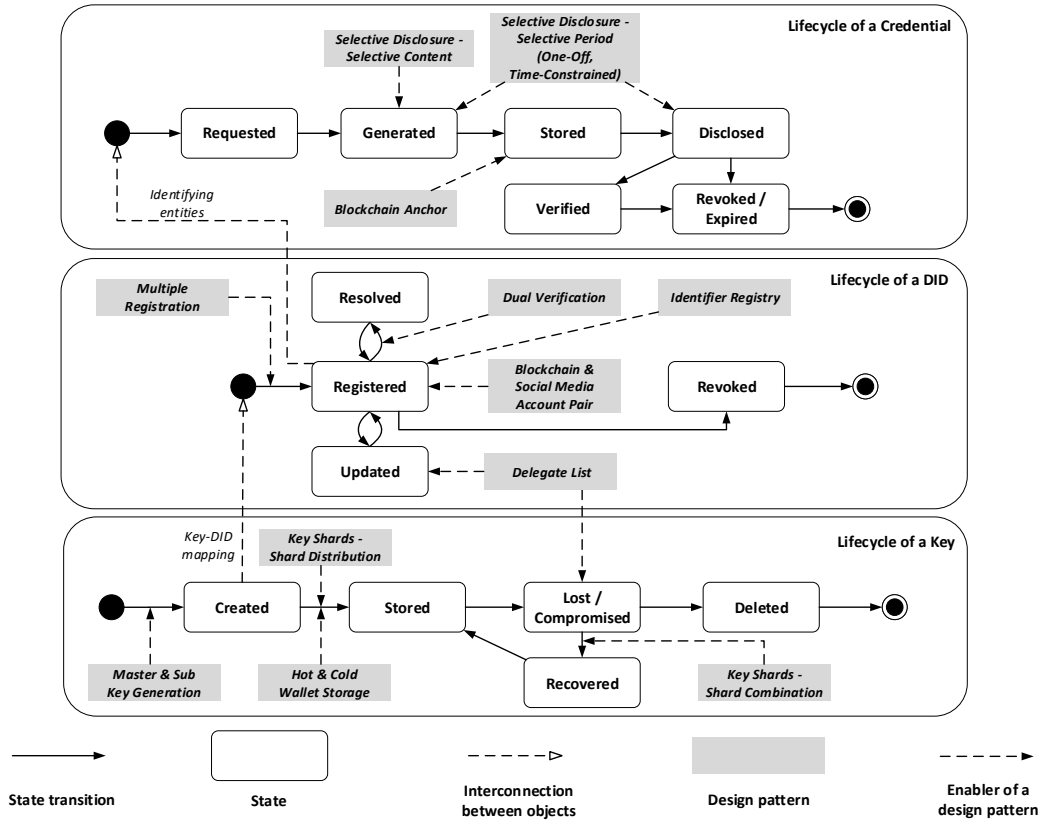 Lifecycle of a Credential
Selective Disclosure -
Selective Content
Selective Disclosure -
Selective Period
(One-Off,
Time-Constrained)
Requested
Generated
Stored
Disclosed
Identifying
entities
Blockchain Anchor
Verified
Revoked /
Expired
Lifecycle of a DID
Multiple
Registration
Resolved
Dual Verification
Identifier Registry
Registered
Blockchain &
Social Media
Account Pair
Revoked
Updated
Delegate List
Lifecycle of a Key
Key-DID
mapping
Key Shards -
Shard Distribution
Created
Stored
Lost /
Compromised
Deleted
Master & Sub
Key Generation
Hot & Cold
Wallet Storage
Recovered
Key Shards -
Shard Combination
State transition
State
Interconnection
between objects
Design pattern
Enabler of a
design pattern